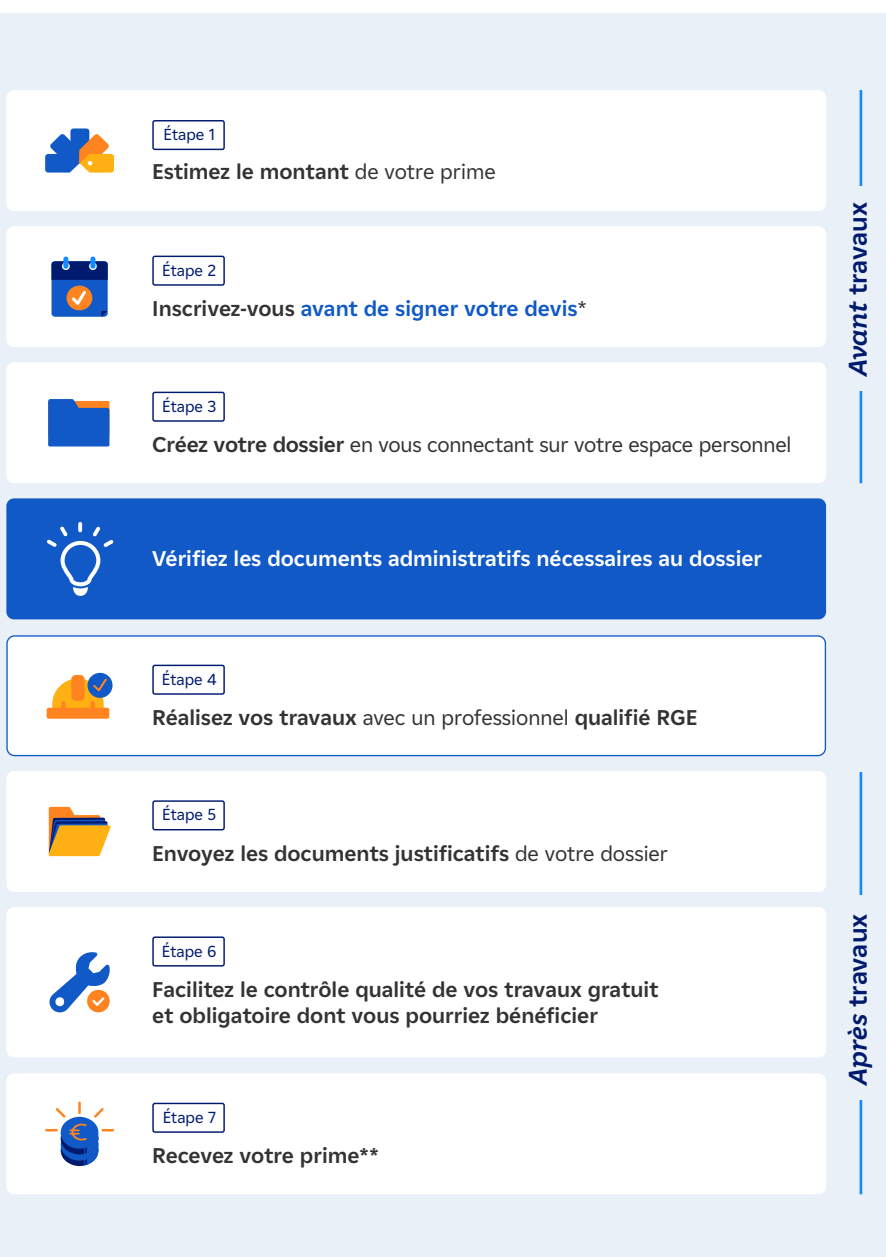 Étape 1
Estimez le montant de votre prime
Étape 2
Inscrivez-vous avant de signer votre devis*
Étape 3
Créez votre dossier en vous connectant sur votre espace personnel
Avant travaux
Vérifiez les documents administratifs nécessaires au dossier
Étape 4
Réalisez vos travaux avec un professionnel qualifié RGE
Étape 5
Envoyez les documents justificatifs de votre dossier
Étape 6
Facilitez le contrôle qualité de vos travaux gratuit
et obligatoire dont vous pourriez bénéficier
Étape 7
€
Recevez votre prime**
Après travaux